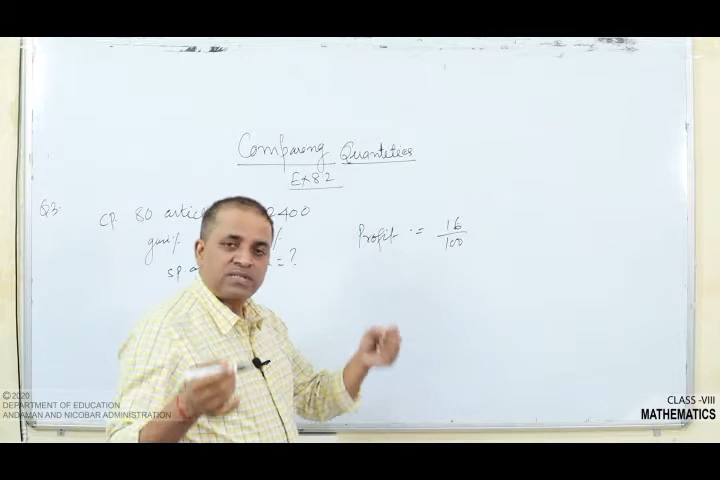 Comparing Quantities
Ex 8.2
Q3.
CP 80 artic 2400
gain% %
SP = ?
Profit = 16/100
©2020
DEPARTMENT OF EDUCATION
ANDAMAN AND NICOBAR ADMINISTRATION
CLASS -VIII
MATHEMATICS